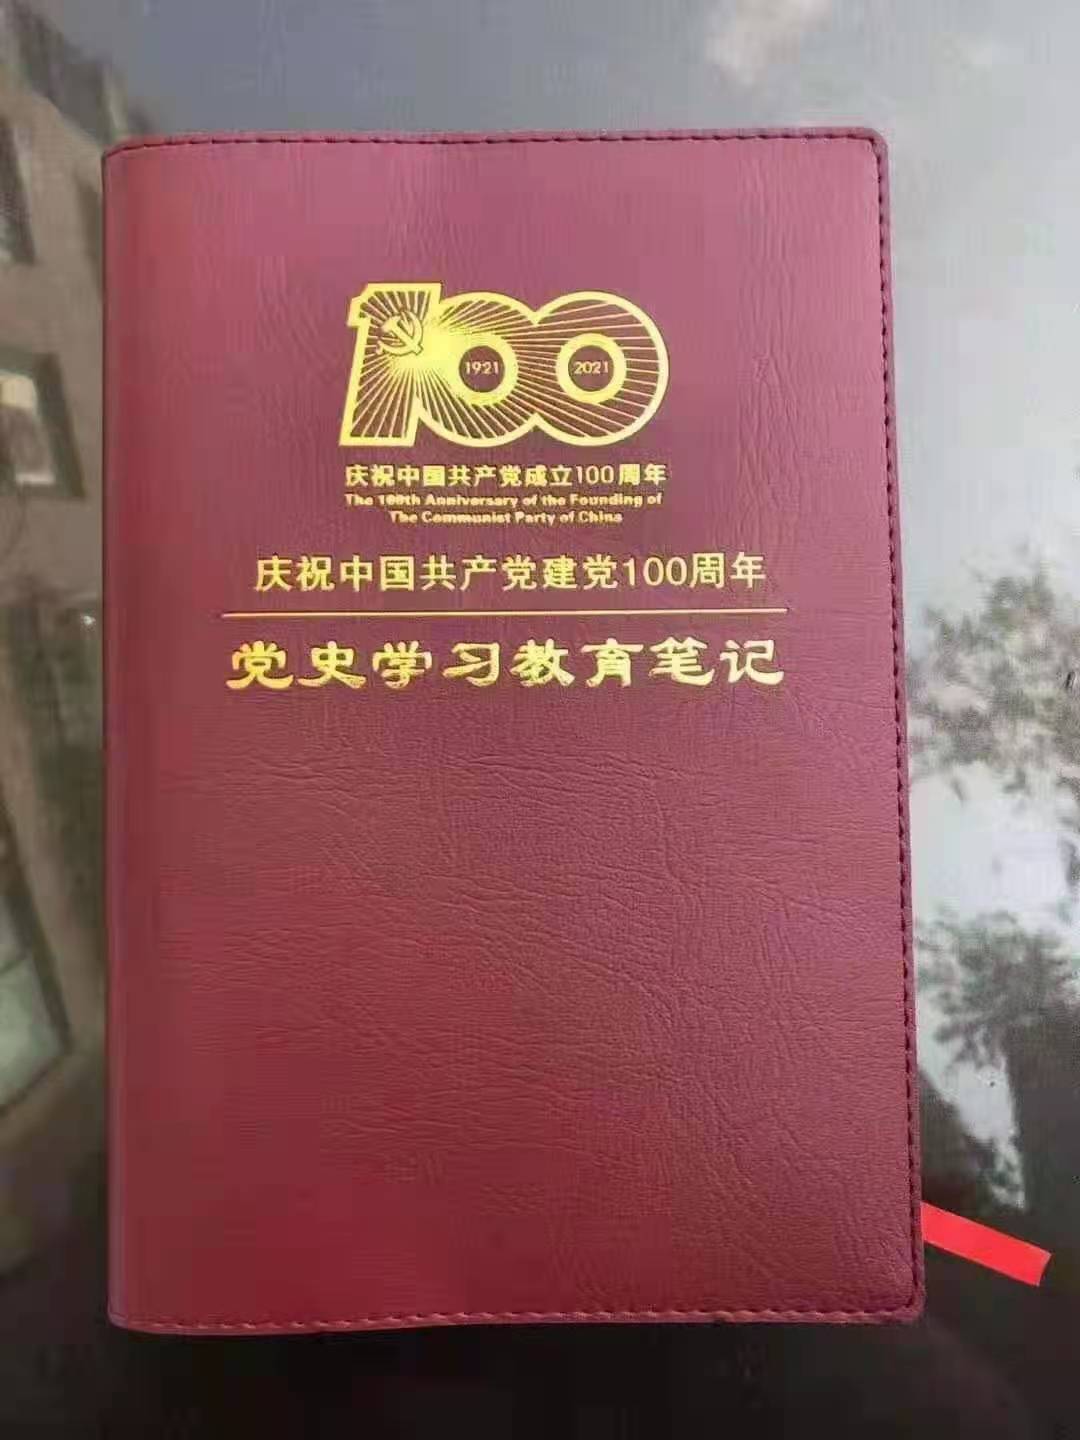 100
1921 2021
庆祝中国共产党成立100周年
The 100th Anniversary of the Founding of
The Communist Party of China
庆祝中国共产党建党100周年
党史学习教育笔记